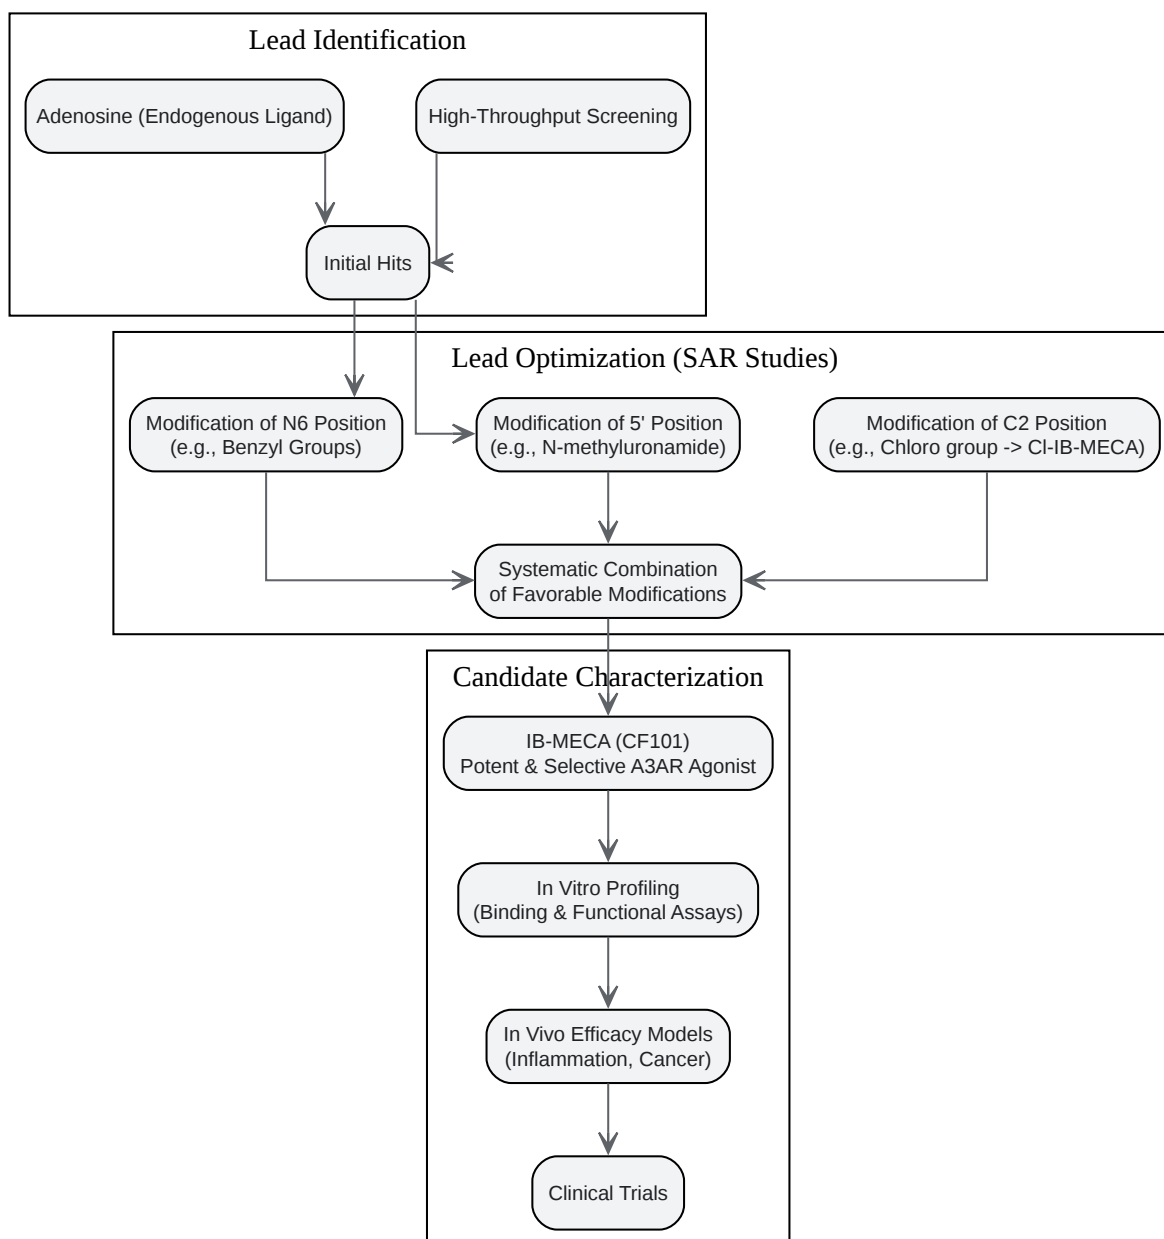 Lead Identification
Adenosine (Endogenous Ligand)
High-Throughput Screening
Initial Hits
Lead Optimization (SAR Studies)
Modification of N6 Position
(e.g., Benzyl Groups)
Modification of 5' Position
(e.g., N-methyluronamide)
Modification of C2 Position
(e.g., Chloro group -> Cl-IB-MECA)
Systematic Combination
of Favorable Modifications
Candidate Characterization
IB-MECA (CF101)
Potent & Selective A3AR Agonist
In Vitro Profiling
(Binding & Functional Assays)
In Vivo Efficacy Models
(Inflammation, Cancer)
Clinical Trials